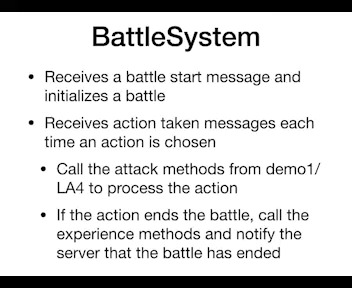 BattleSystem
• Receives a battle start message and
initializes a battle
• Receives action taken messages each
time an action is chosen
• Call the attack methods from demo1/
LA4 to process the action
• If the action ends the battle, call the
experience methods and notify the
server that the battle has ended